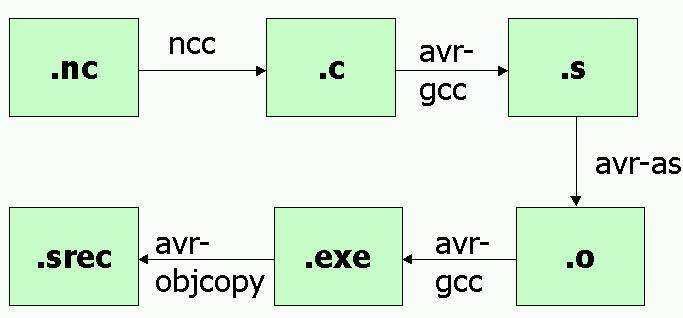 .nc
ncc
.c
avr-
gcc
.s
avr-as
.srec
avr-
objcopy
.exe
avr-
gcc
.o